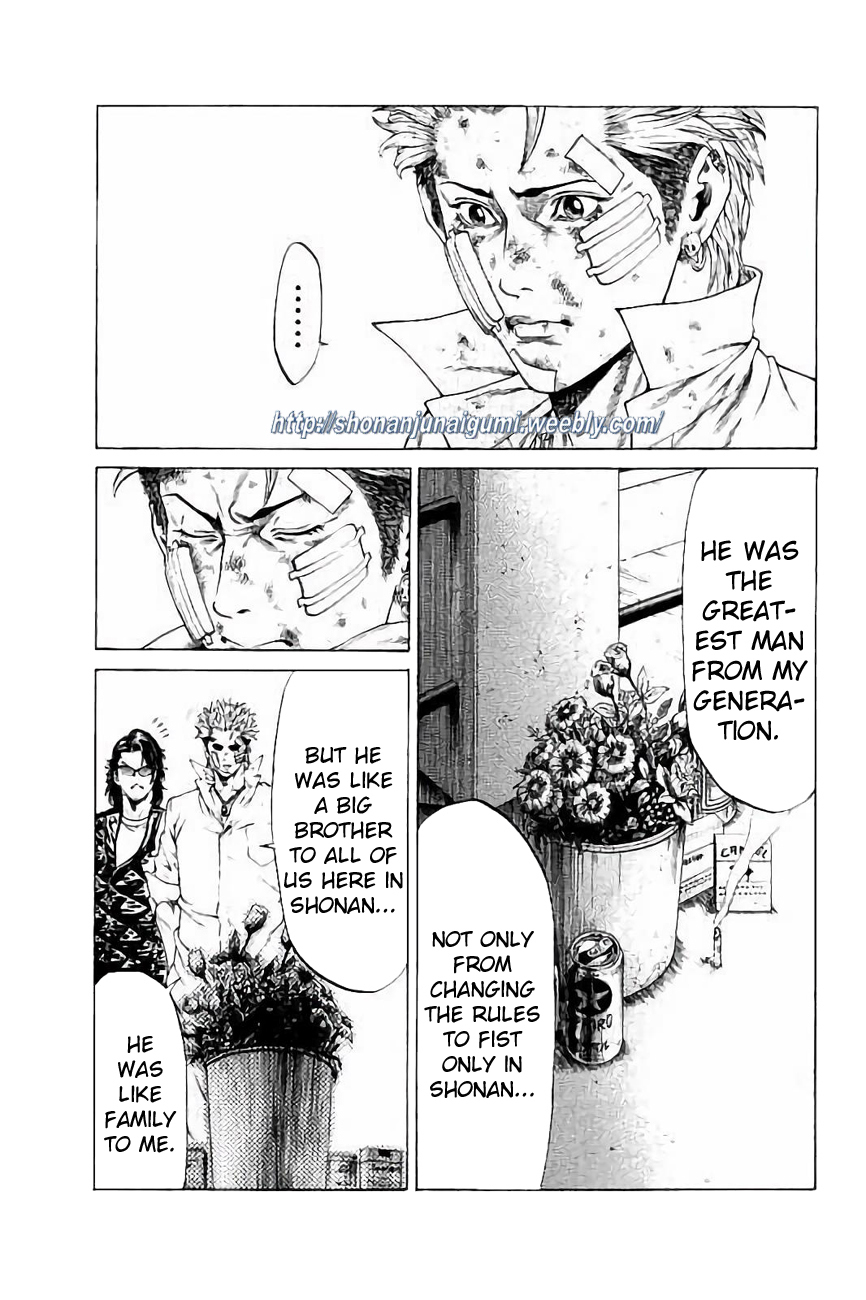 ......
http://shonanjunaigumi.weebly.com/
HE WAS
THE
GREAT-
EST MAN
FROM MY
GENERA-
TION.
NOT ONLY
FROM
CHANGING
THE RULES
TO FIST
ONLY IN
SHONAN...
BUT HE
WAS LIKE
A BIG
BROTHER
TO ALL OF
US HERE IN
SHONAN...
HE
WAS
LIKE
FAMILY
TO ME.